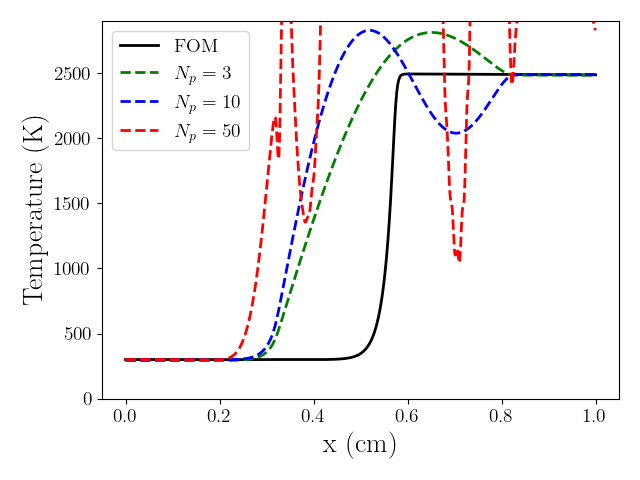 FOM
N_p = 3
N_p = 10
N_p = 50
Temperature (K)
2500
2000
1500
1000
500
0
0.0 0.2 0.4 0.6 0.8 1.0
x (cm)